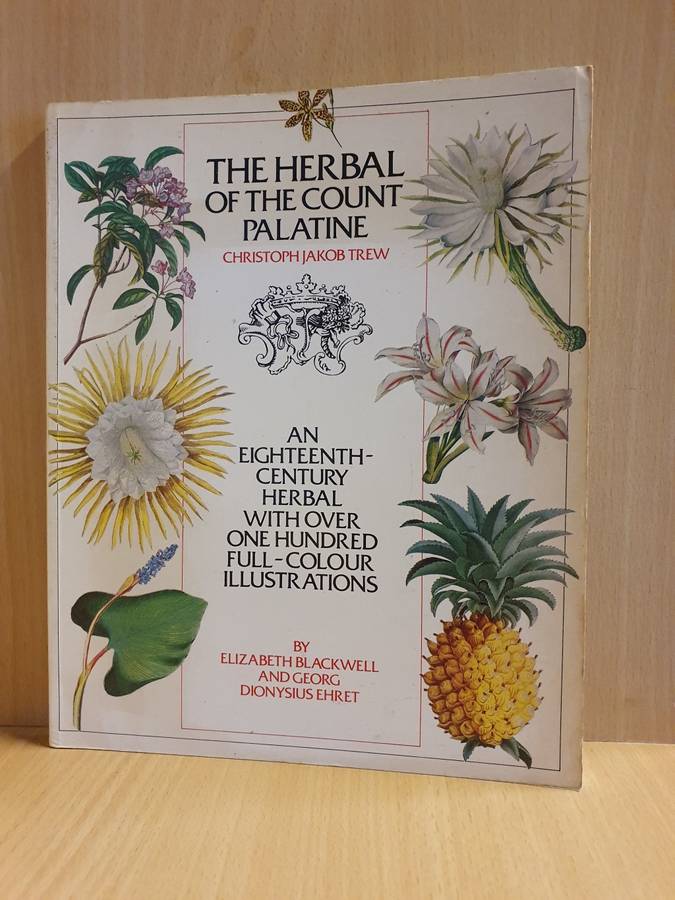 THE HERBAL
OF THE COUNT
PALATINE
CHRISTOPH JAKOB TREW
AN
EIGHTEENTH-
CENTURY
HERBAL
WITH OVER
ONE HUNDRED
FULL-COLOUR
ILLUSTRATIONS
BY
ELIZABETH BLACKWELL
AND GEORG
DIONYSIUS EHRET